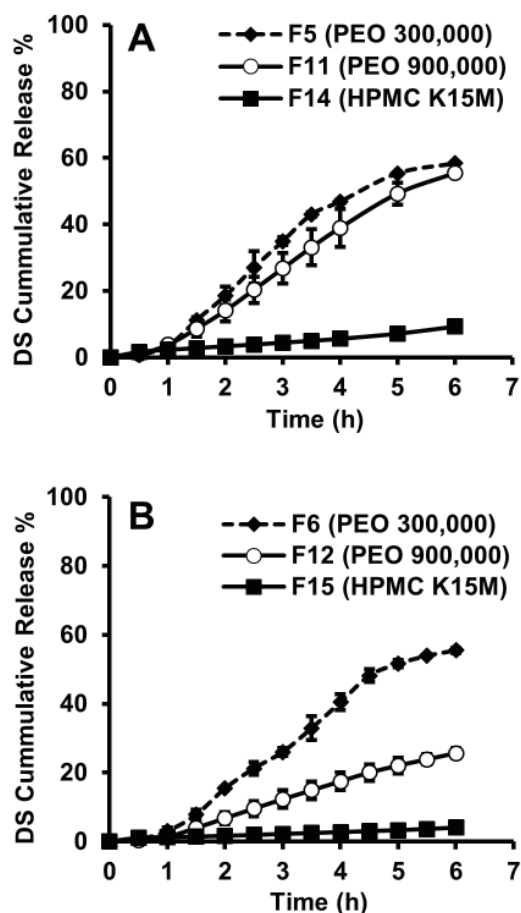 A
F5 (PEO 300,000)
F11 (PEO 900,000)
F14 (HPMC K15M)
DS Cummulative Release %
100
80
60
40
20
0
0 1 2 3 4 5 6 7
Time (h)
B
F6 (PEO 300,000)
F12 (PEO 900,000)
F15 (HPMC K15M)
DS Cummulative Release %
100
80
60
40
20
0
0 1 2 3 4 5 6 7
Time (h)